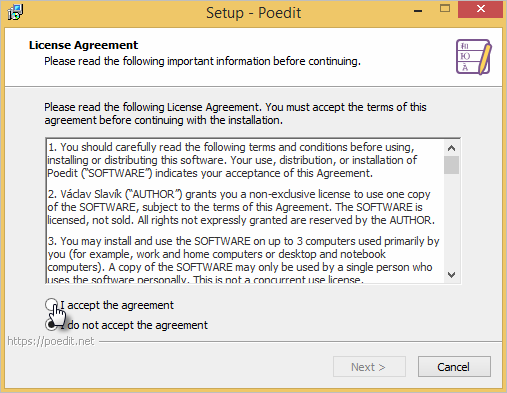 Setup - Poedit
License Agreement
Please read the following important information before continuing.
和
Ю
Ä
Please read the following License Agreement. You must accept the terms of this
agreement before continuing with the installation.
1. You should carefully read the following terms and conditions before using,
installing or distributing this software. Your use, distribution, or installation of
Poedit (“SOFTWARE”) indicates your acceptance of this Agreement.
2. Václav Slavík (“AUTHOR”) grants you a non-exclusive license to use one copy
of the SOFTWARE, subject to the terms of this Agreement. The SOFTWARE is
licensed, not sold. All rights not expressly granted are reserved by the AUTHOR.
3. You may install and use the SOFTWARE on up to 3 computers used primarily by
you (for example, work and home computers or desktop and notebook
computers). A copy of the SOFTWARE may only be used by a single person who
uses the software personally. This is not a concurrent use license.
I accept the agreement
I do not accept the agreement
https://poedit.net
Next >
Cancel